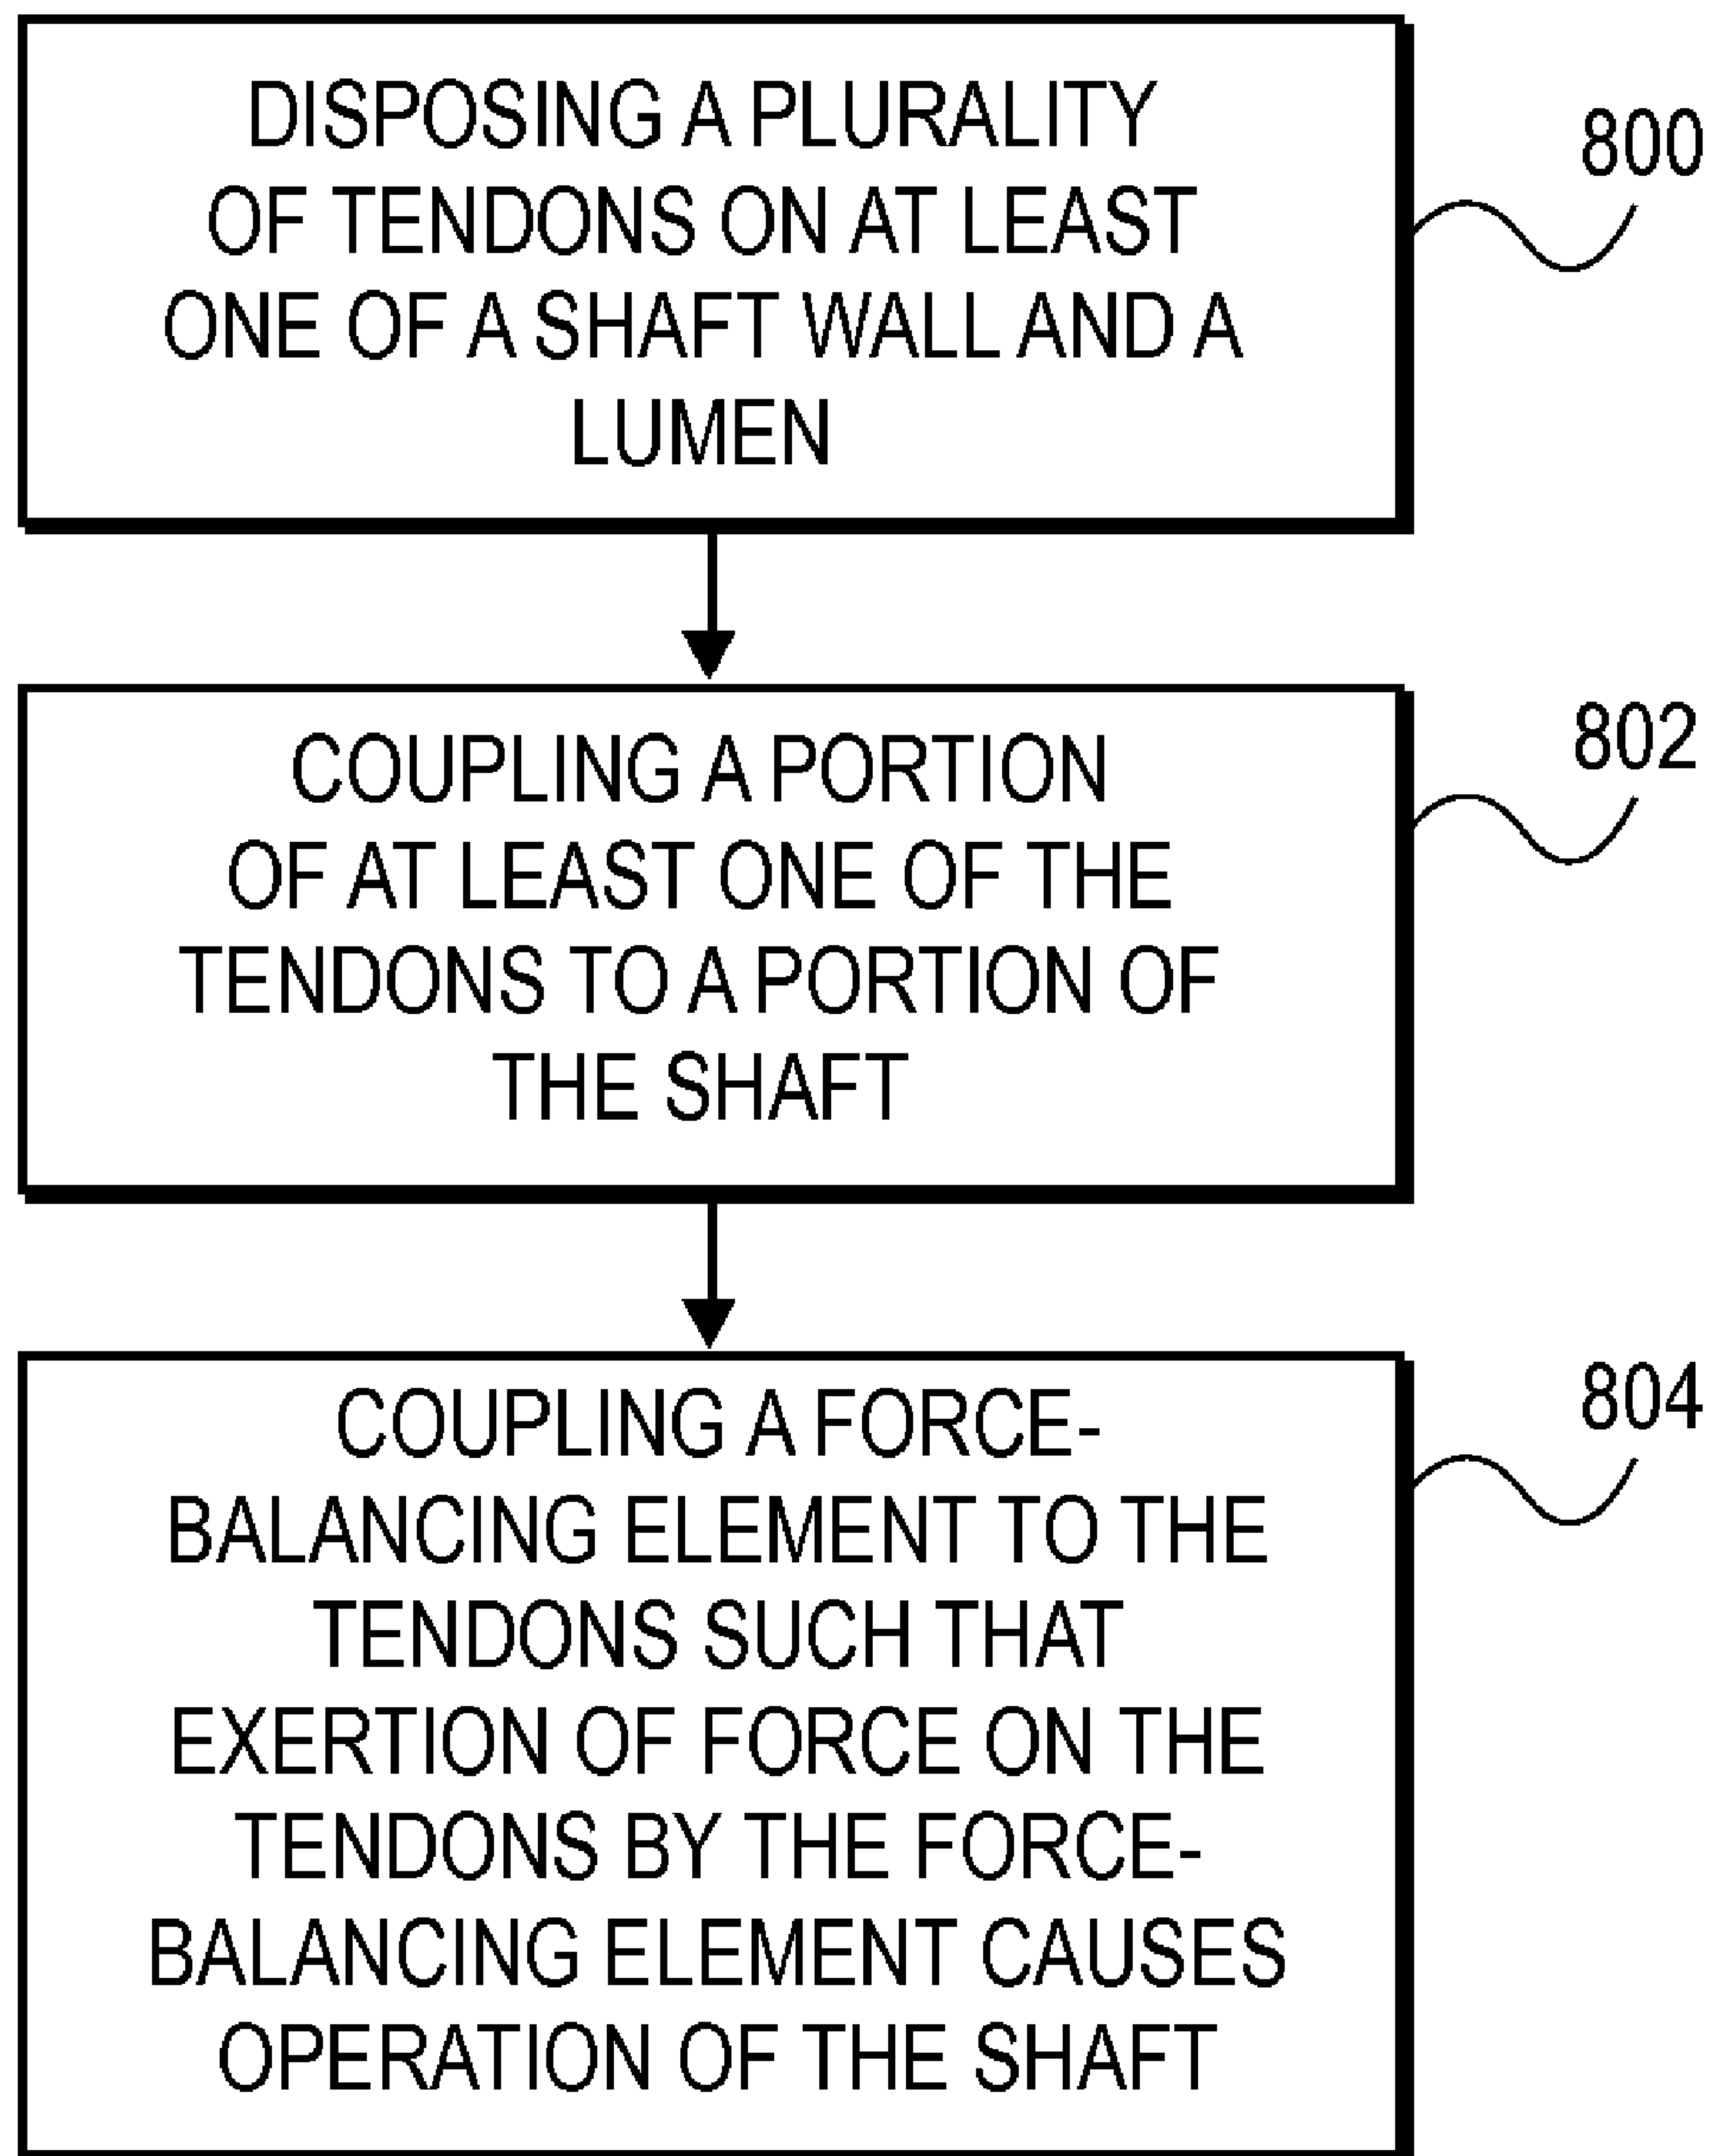 DISPOSING A PLURALITY
OF TENDONS ON AT LEAST
ONE OF A SHAFT WALL AND A
LUMEN
800
COUPLING A PORTION
OF AT LEAST ONE OF THE
TENDONS TO A PORTION OF
THE SHAFT
802
COUPLING A FORCE-
BALANCING ELEMENT TO THE
TENDONS SUCH THAT
EXERTION OF FORCE ON THE
TENDONS BY THE FORCE-
BALANCING ELEMENT CAUSES
OPERATION OF THE SHAFT
804